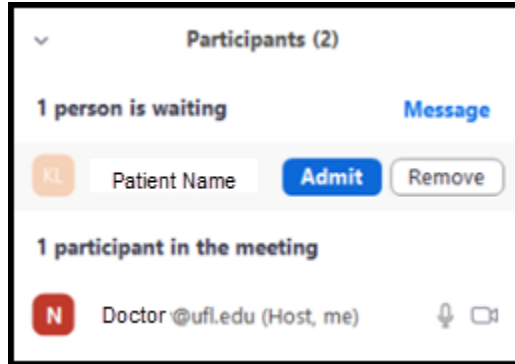 Participants (2)
1 person is waiting Message
KL Patient Name Admit Remove
1 participant in the meeting
N Doctor @ufl.edu (Host, me)